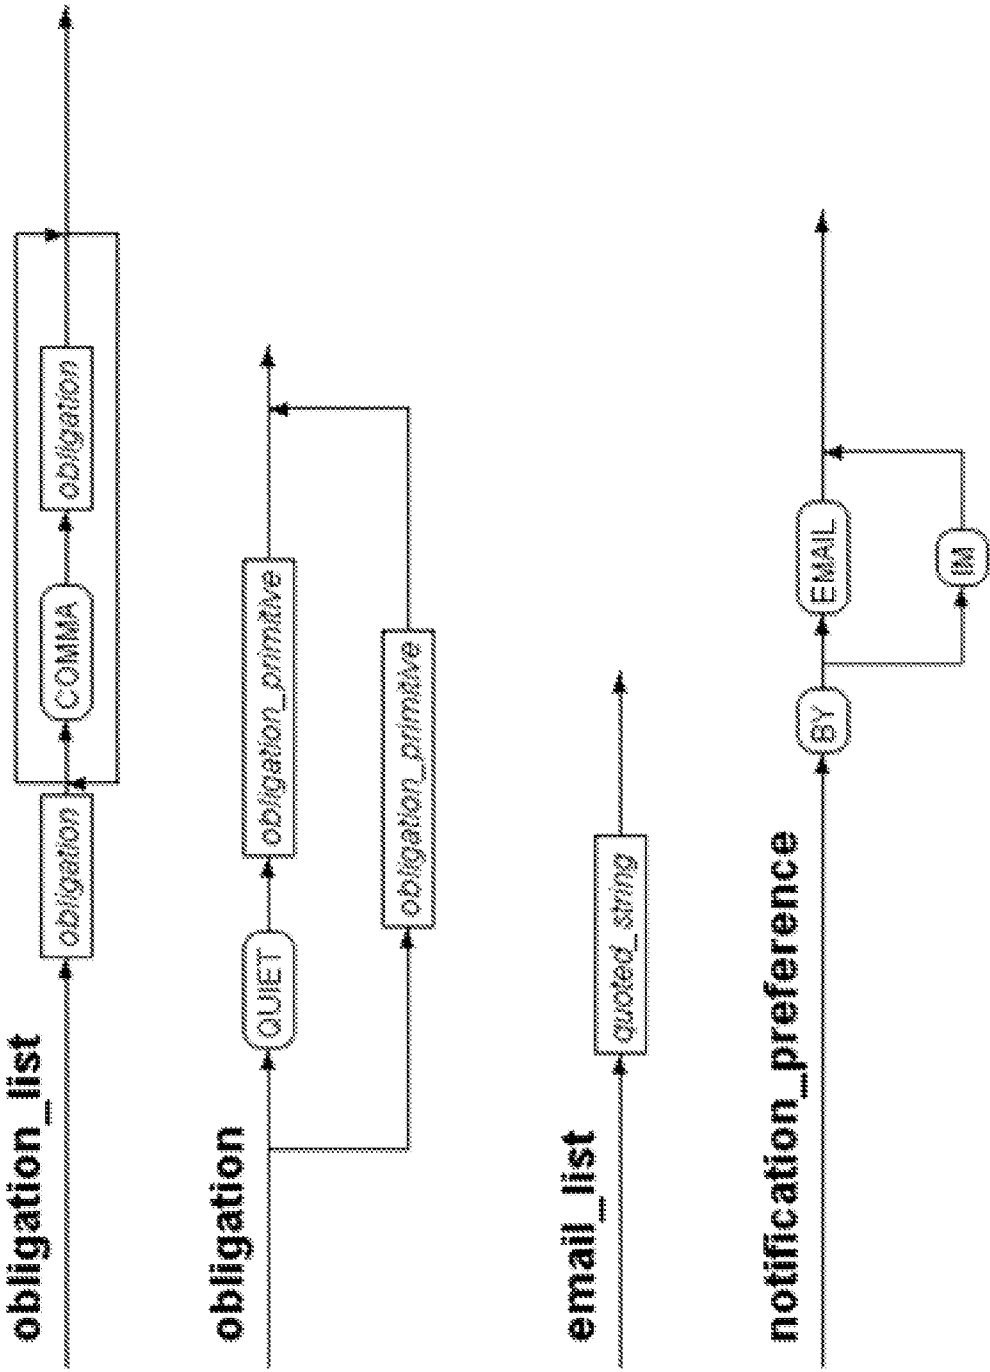 obligation_list
obligation
COMMA
obligation
obligation
QUIET
obligation_primitive
obligation_primitive
email_list
quoted_string
notification_preference
BY
EMAIL
IM